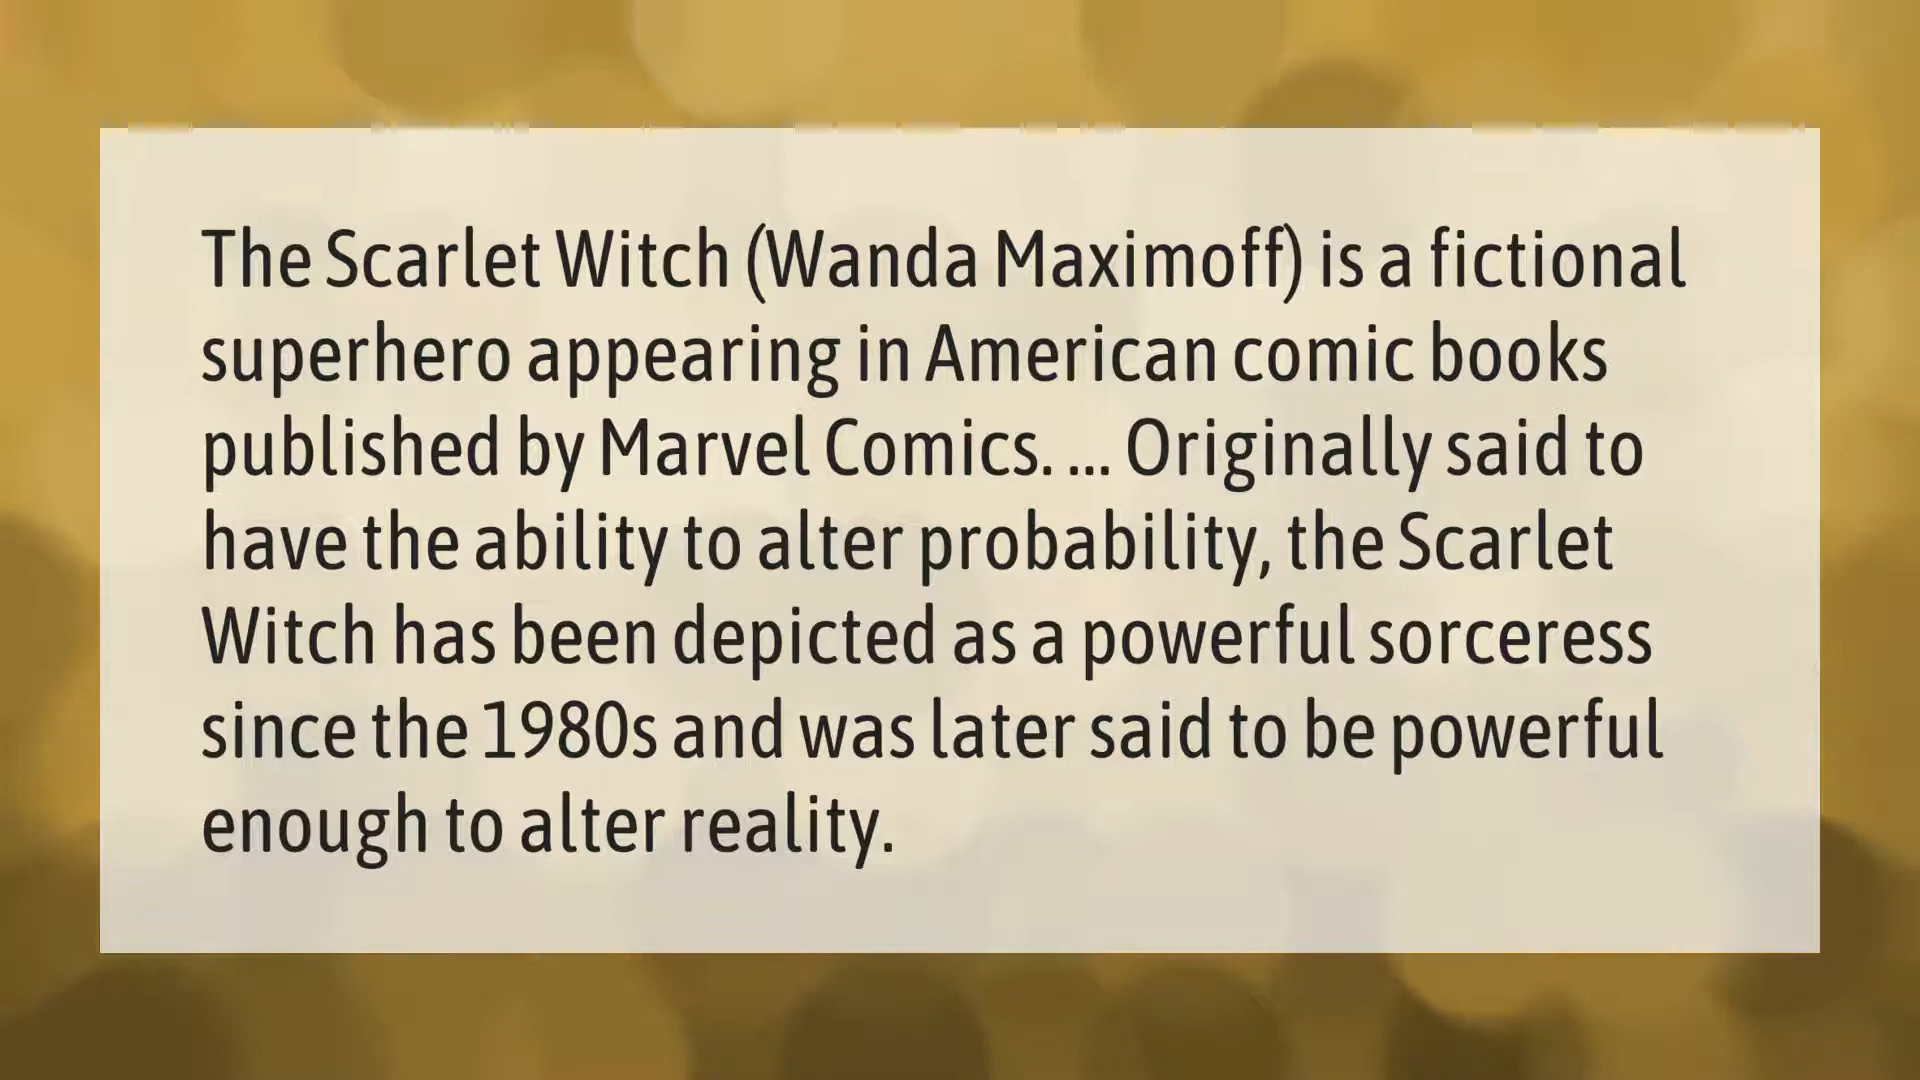 The Scarlet Witch (Wanda Maximoff) is a fictional
superhero appearing in American comic books
published by Marvel Comics. ... Originally said to
have the ability to alter probability, the Scarlet
Witch has been depicted as a powerful sorceress
since the 1980s and was later said to be powerful
enough to alter reality.